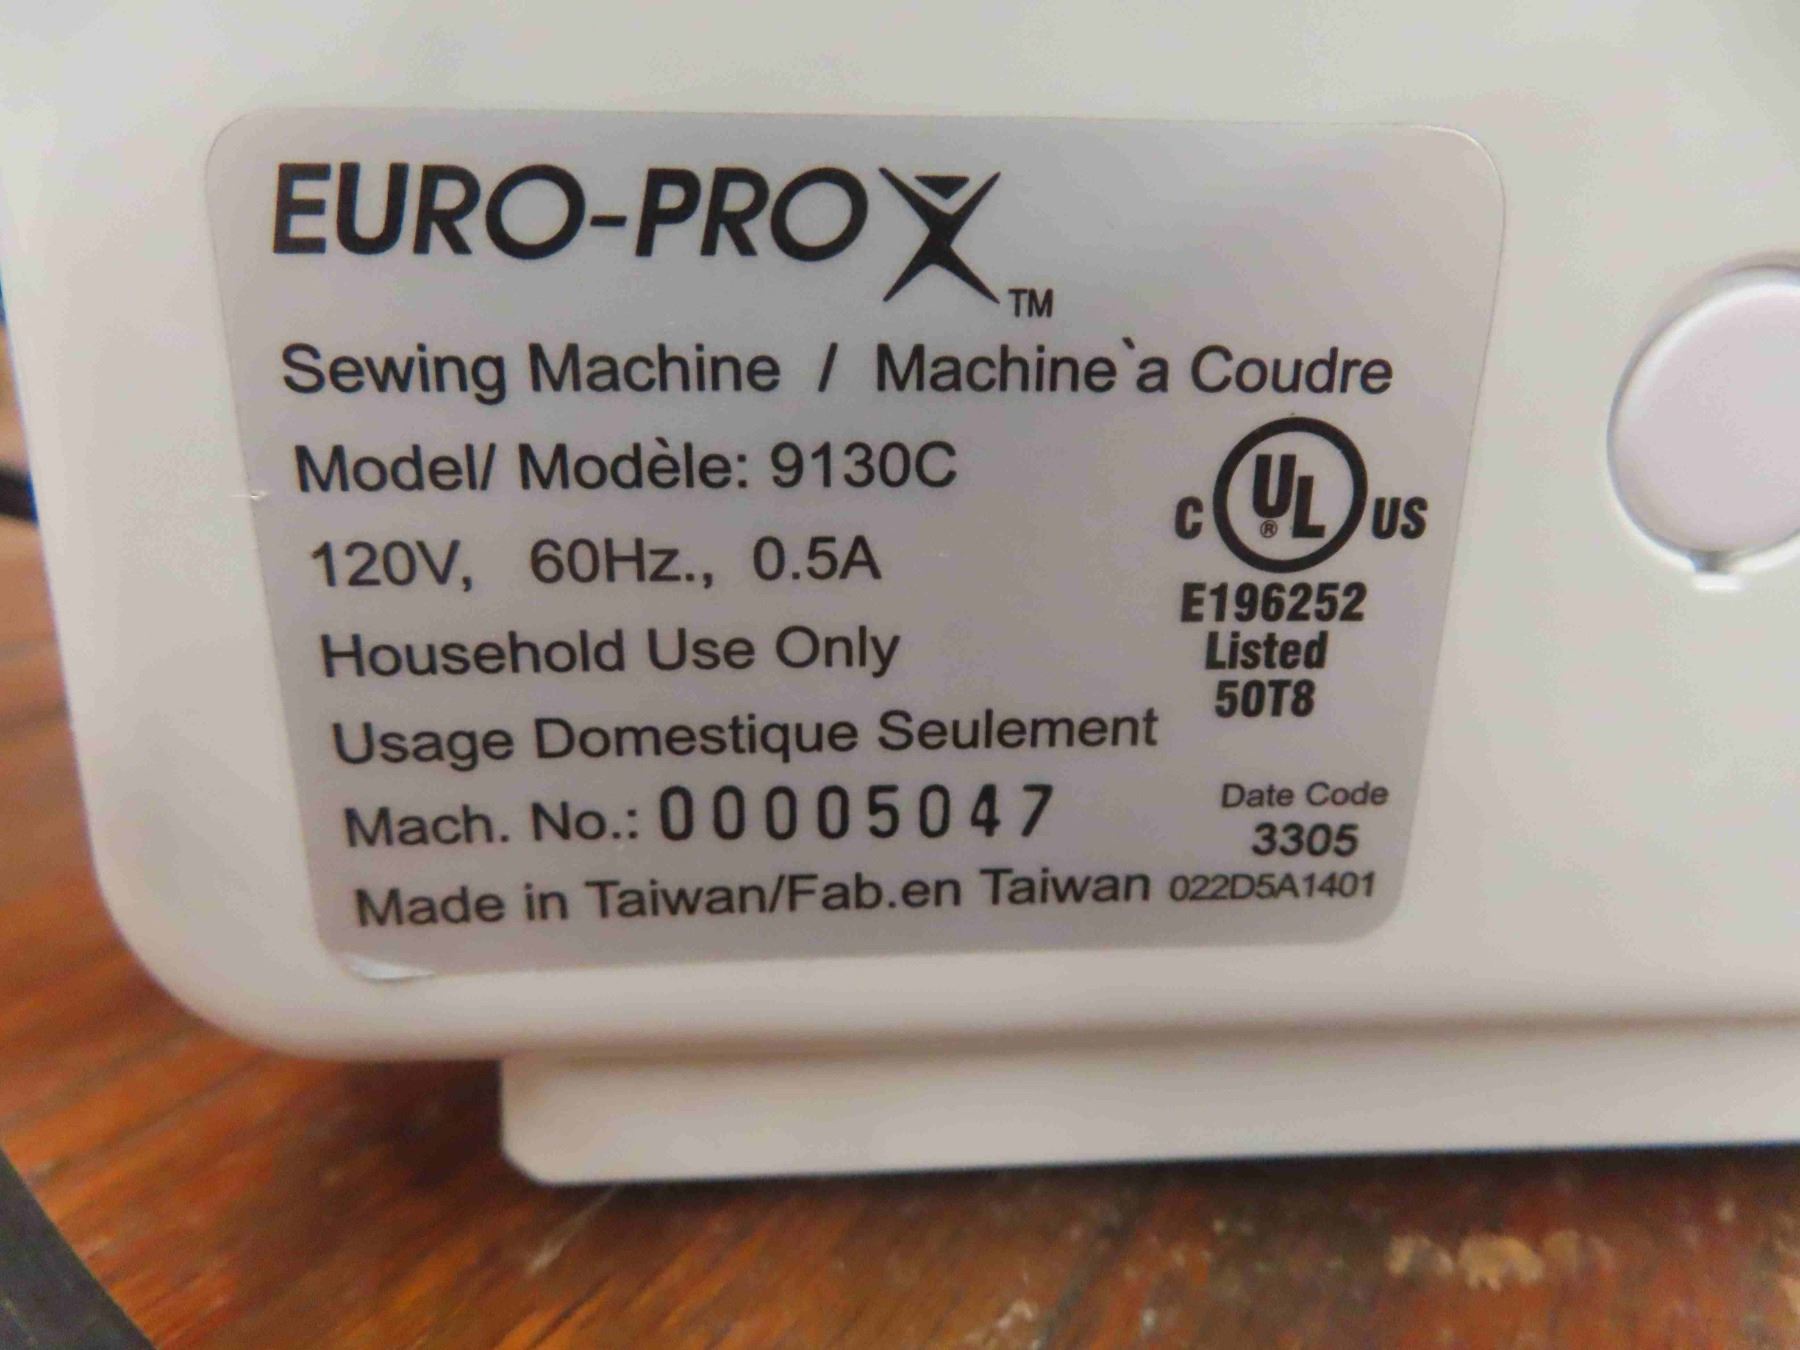 EURO-PRO X™
Sewing Machine / Machine`a Coudre
Model/ Modèle: 9130C
120V, 60Hz., 0.5A
Household Use Only
Usage Domestique Seulement
Mach. No.: 00005047
Made in Taiwan/Fab.en Taiwan
C UL® US
E196252
Listed
50T8
Date Code
3305
022D5A1401